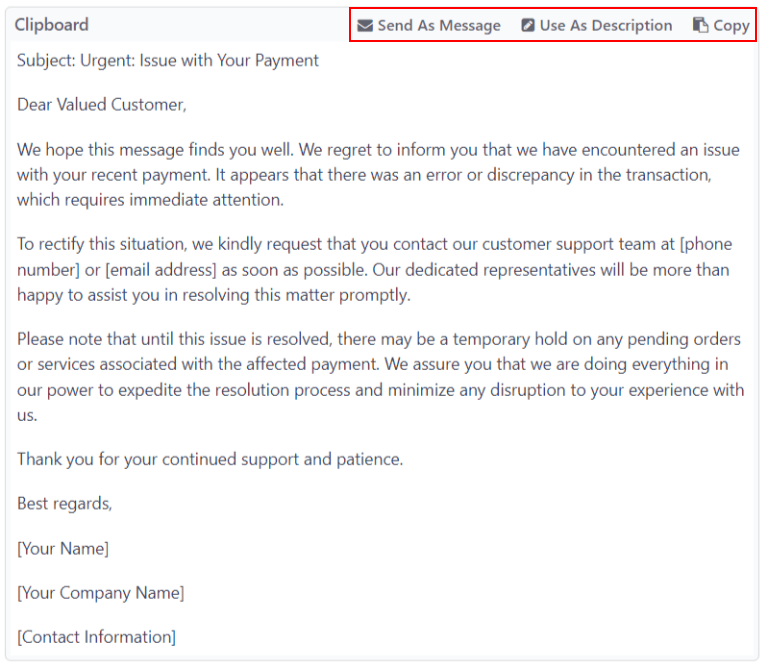 Clipboard Send As Message Use As Description Copy
Subject: Urgent: Issue with Your Payment
Dear Valued Customer,
We hope this message finds you well. We regret to inform you that we have encountered an issue
with your recent payment. It appears that there was an error or discrepancy in the transaction,
which requires immediate attention.
To rectify this situation, we kindly request that you contact our customer support team at [phone
number] or [email address] as soon as possible. Our dedicated representatives will be more than
happy to assist you in resolving this matter promptly.
Please note that until this issue is resolved, there may be a temporary hold on any pending orders
or services associated with the affected payment. We assure you that we are doing everything in
our power to expedite the resolution process and minimize any disruption to your experience with
us.
Thank you for your continued support and patience.
Best regards,
[Your Name]
[Your Company Name]
[Contact Information]